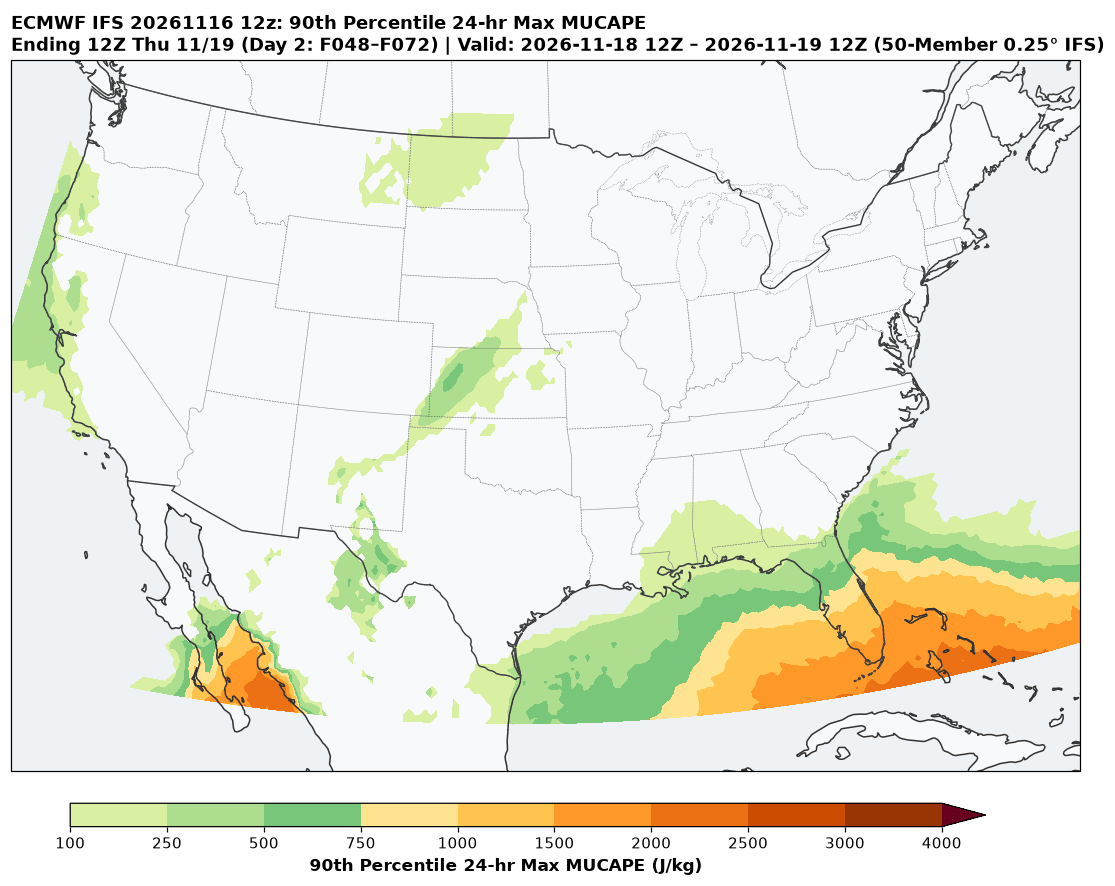 ECMWF IFS 20261116 12z: 90th Percentile 24-hr Max MUCAPE
Ending 12Z Thu 11/19 (Day 2: F048–F072) | Valid: 2026-11-18 12Z – 2026-11-19 12Z (50-Member 0.25° IFS)
100 250 500 750 1000 1500 2000 2500 3000 4000
90th Percentile 24-hr Max MUCAPE (J/kg)